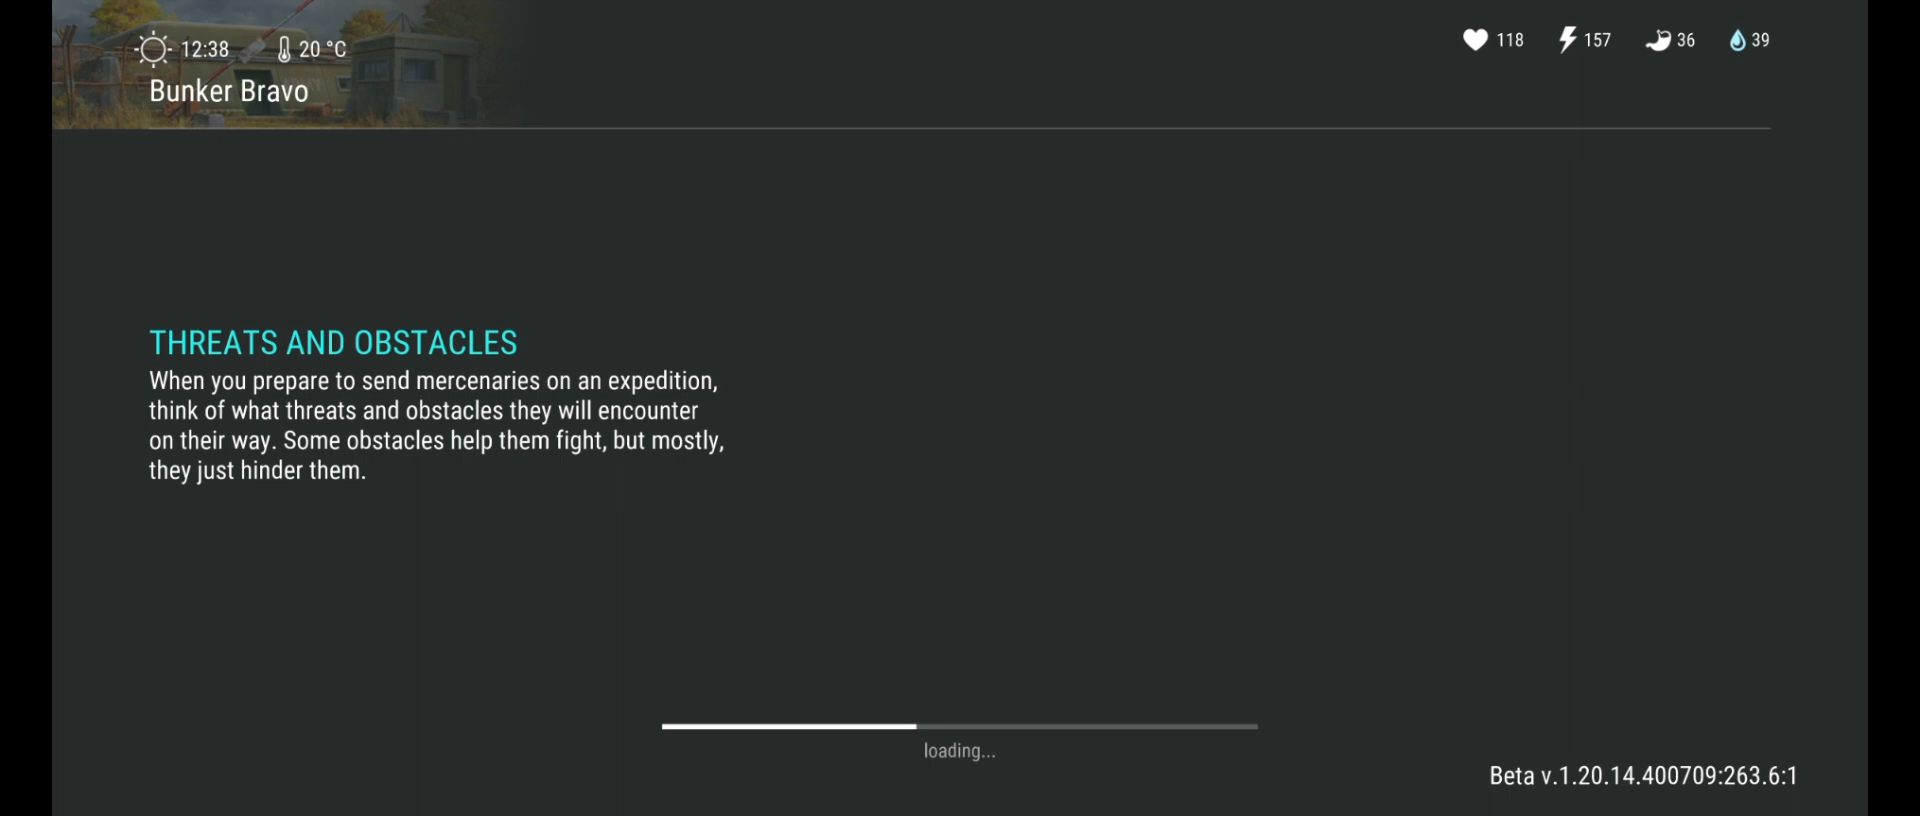 12:38 20 °C
118 157 36 39
Bunker Bravo
THREATS AND OBSTACLES
When you prepare to send mercenaries on an expedition,
think of what threats and obstacles they will encounter
on their way. Some obstacles help them fight, but mostly,
they just hinder them.
loading...
Beta v.1.20.14.400709:263.6:1